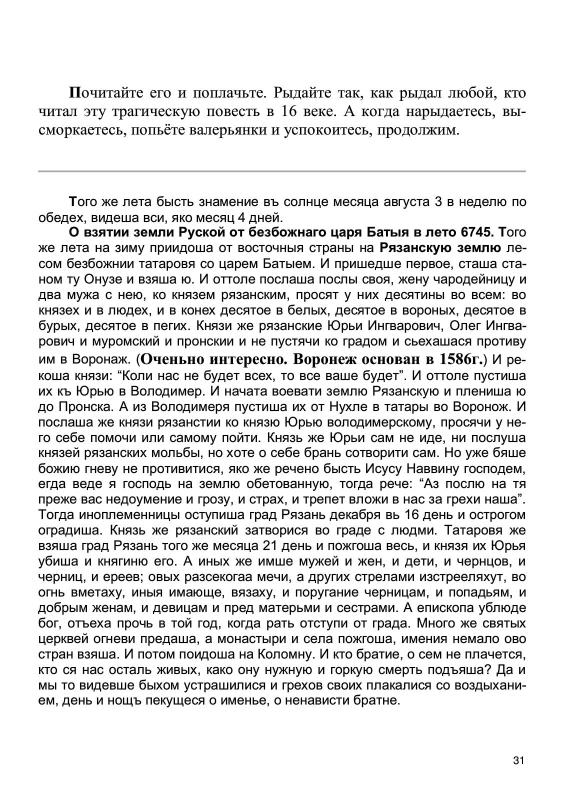 Почитайте его и поплачьте. Рыдайте так, как рыдал любой, кто
читал эту трагическую повесть в 16 веке. А когда нарыдаетесь, вы-
сморкаетесь, попьёте валерьянки и успокоитесь, продолжим.
Того же лета бысть знамение въ солнце месяца августа 3 в неделю по
обедех, видеша вси, яко месяц 4 дней.
О взятии земли Руской от безбожнаго царя Батыя в лето 6745. Того
же лета на зиму приидоша от восточныя страны на Рязанскую землю ле-
сом безбожнии татаровя со царем Батыем. И пришедше первое, сташа ста-
ном ту Онузе и взяша ю. И оттоле послаша послы своя, жену чародейницу и
два мужа с нею, ко князем рязанским, просят у них десятины во всем: во
князех и в людех, и в конех десятое в белых, десятое в вороных, десятое в
бурых, десятое в пегих. Князи же рязянские Юрьи Ингварович, Олег Ингва-
рович и муромский и пронскии и не пустячи ко градом и сьехашася противу
им в Воронаж. (Оченьно интересно. Воронеж основан в 1586г.) И ре-
коша князи: “Коли нас не будет всех, то все ваше будет”. И оттоле пустиша
их къ Юрью в Володимер. И начата воевати землю Рязанскую и плениша ю
до Пронска. А из Володимеря пустиша их от Нухле в татары во Воронож. И
послаша же князи рязанстии ко князю Юрью володимерскому, просячи у не-
го себе помочи или самому пойти. Князь же Юрьи сам не иде, ни послуша
князей рязанских мольбы, но хоте о себе брань сотворити сам. Но уже бяше
божию гневу не противитися, яко же речено бысть Исусу Наввину господем,
егда веде я господь на землю обетованную, тогда рече: “Аз послю на тя
преже вас недоумение и грозу, и страх, и трепет вложи в нас за грехи наша”.
Тогда иноплеменницы оступиша град Рязань декабря вь 16 день и острогом
оградиша. Князь же рязанский затворися во граде с людми. Татаровя же
взяша град Рязань того же месяца 21 день и пожгоша весь, и князя их Юрья
убиша и княгиню его. А иных же имше мужей и жен, и дети, и чернцов, и
черниц, и ереев; овых разсекогаа мечи, а других стрелами изстрееляхут, во
огнь вметаху, иныя имающе, вязаху, и поругание черницам, и попадьям, и
добрым женам, и девицам и пред матерьми и сестрами. А епископа ублюде
бог, отъеха прочь в той год, когда рать отступи от града. Много же святых
церквей огневи предаша, а монастыри и села пожгоша, имения немало ово
стран взяша. И потом поидоша на Коломну. И кто братие, о сем не плачется,
кто ся нас осталь живых, како ону нужную и горкую смерть подъяша? Да и
мы то видевше быхом устрашилися и грехов своих плакалися со воздыхани-
ем, день и нощъ пекущеся о именье, о ненависти братне.
31